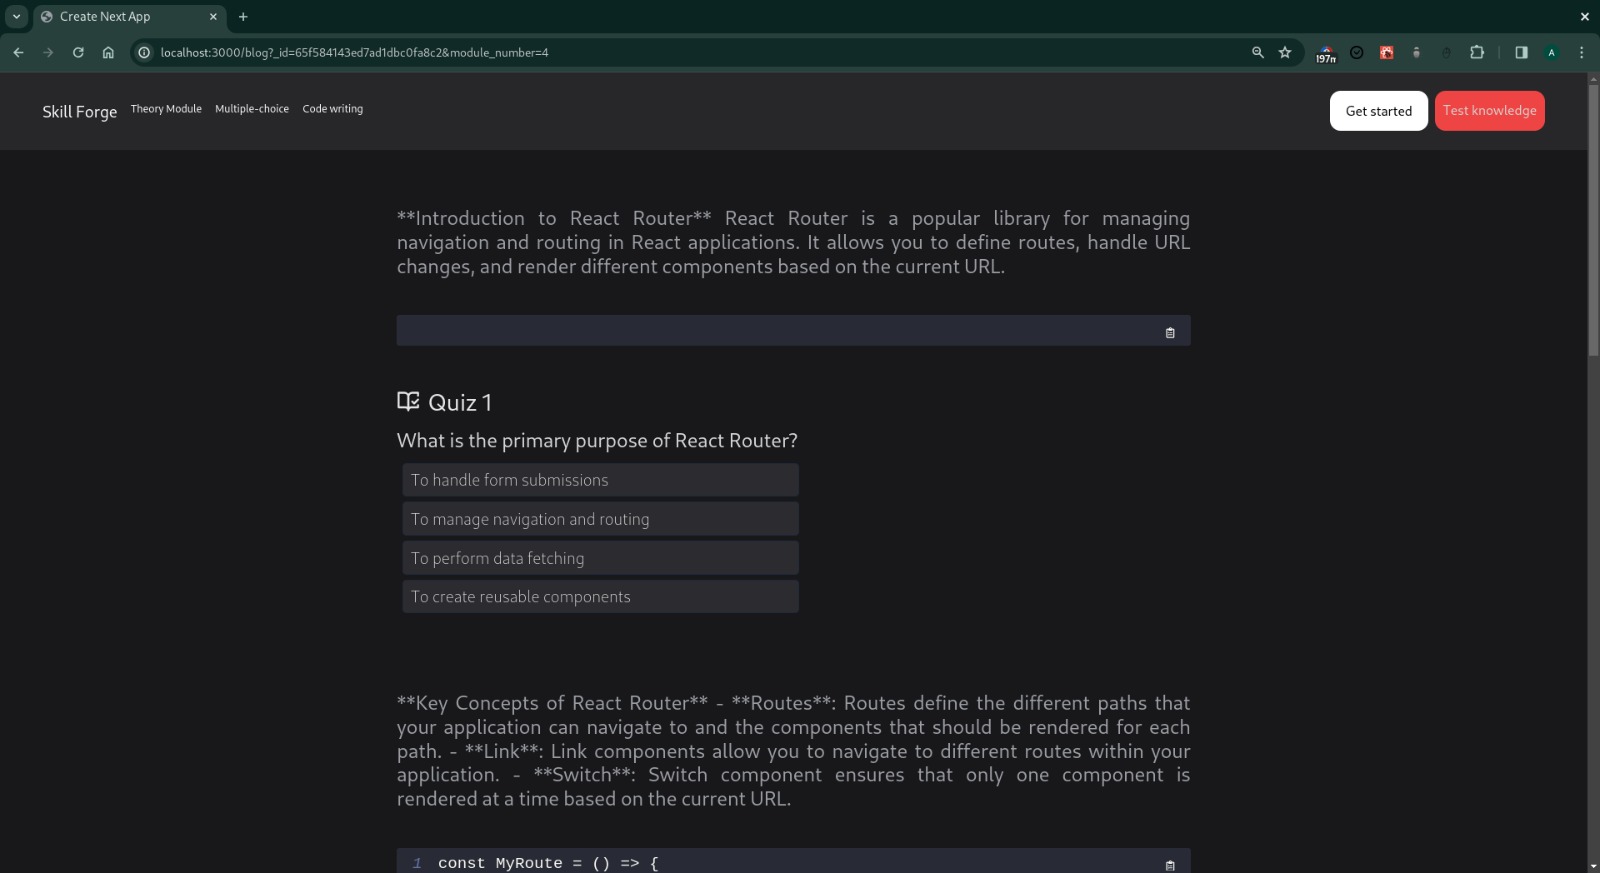 Create Next App
localhost:3000/blog?_id=65f584143ed7ad1dbc0fa8c2&module_number=4
A
Skill Forge
Theory Module
Multiple-choice
Code writing
Get started
Test knowledge
**Introduction to React Router** React Router is a popular library for managing
navigation and routing in React applications. It allows you to define routes, handle URL
changes, and render different components based on the current URL.
Quiz 1
What is the primary purpose of React Router?
To handle form submissions
To manage navigation and routing
To perform data fetching
To create reusable components
**Key Concepts of React Router** - **Routes**: Routes define the different paths that
your application can navigate to and the components that should be rendered for each
path. - **Link**: Link components allow you to navigate to different routes within your
application. - **Switch**: Switch component ensures that only one component is
rendered at a time based on the current URL.
1 const MyRoute = () => {